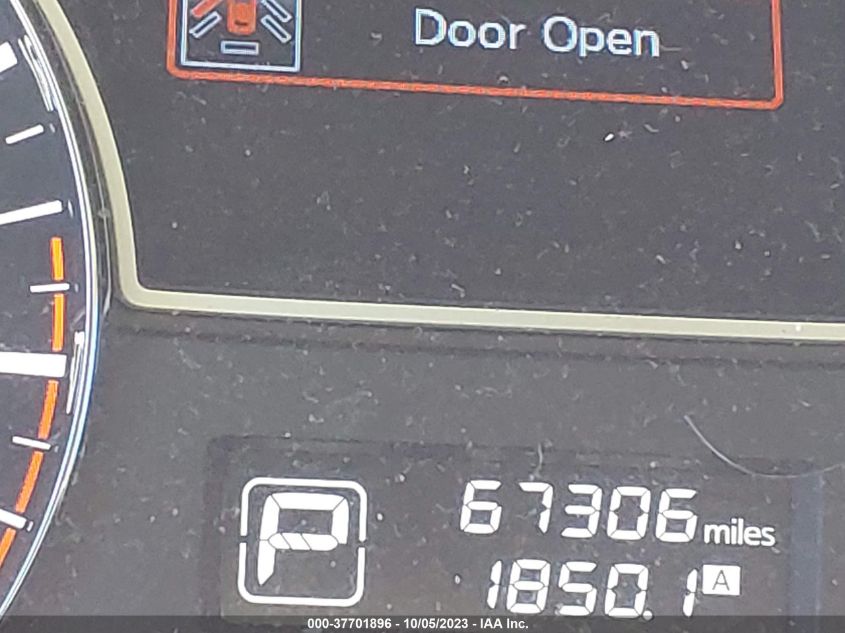 Door Open
P
67306 miles
1850.1 A
000-37701896 - 10/05/2023 - IAA Inc.